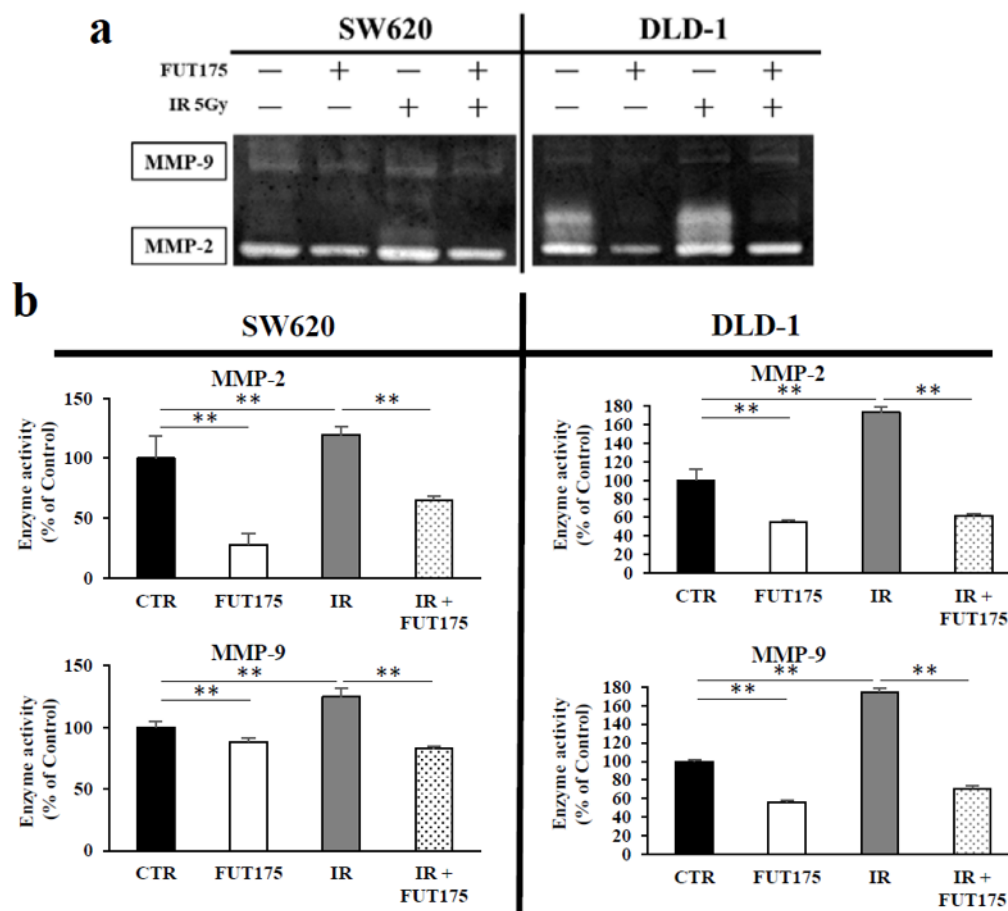 a
SW620 DLD-1
FUT175 — + — + — + — +
IR 5Gy — — + + — — + +
MMP-9
MMP-2
b
SW620 DLD-1
MMP-2
Enzyme activity
(% of Control)
150
100
50
0
**
**
**
CTR FUT175 IR IR +
FUT175
MMP-2
Enzyme activity
(% of Control)
180
160
140
120
100
80
60
40
20
0
**
**
**
CTR FUT175 IR IR +
FUT175
MMP-9
Enzyme activity
(% of Control)
150
100
50
0
**
**
**
CTR FUT175 IR IR +
FUT175
MMP-9
Enzyme activity
(% of Control)
180
160
140
120
100
80
60
40
20
0
**
**
**
CTR FUT175 IR IR +
FUT175